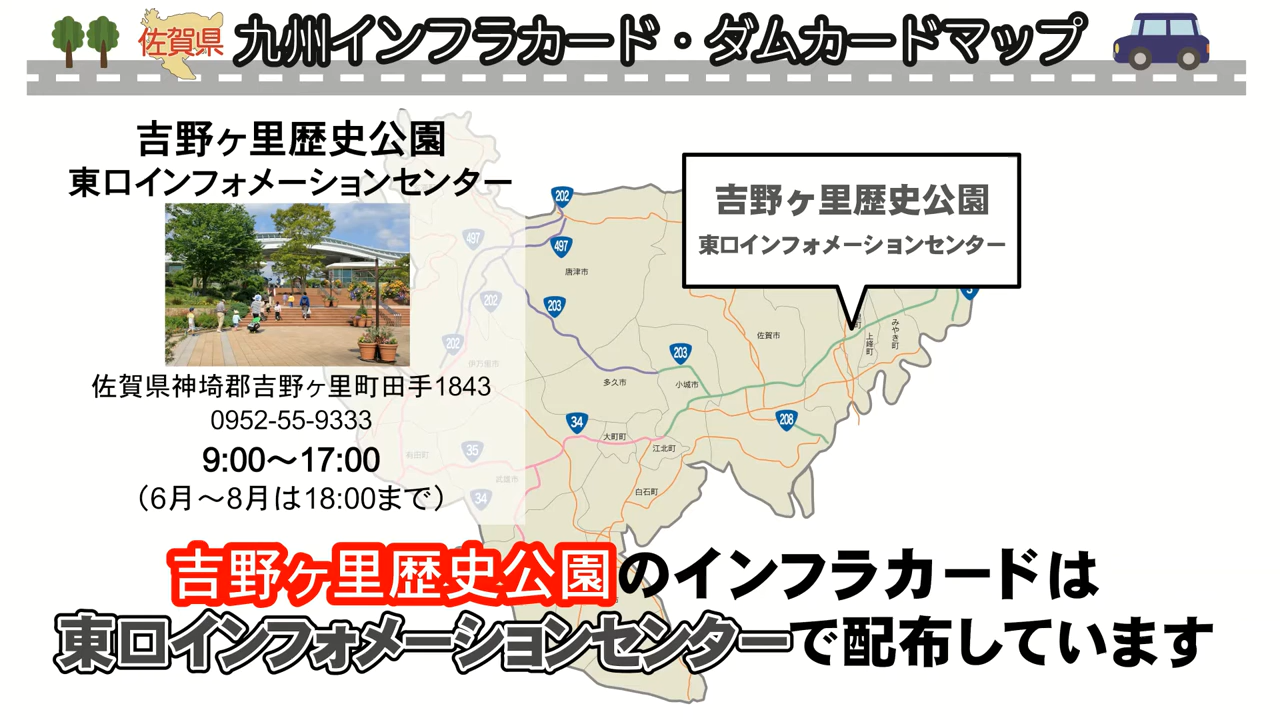 佐賀県 九州インフラカード・ダムカードマップ
吉野ヶ里歴史公園
東口インフォメーションセンター
佐賀県神埼郡吉野ヶ里町田手1843
0952-55-9333
9:00～17:00
（6月～8月は18:00まで）
吉野ヶ里歴史公園
東口インフォメーションセンター
202
497
497
唐津市
202
203
佐賀市
上峰町
みやき町
202
伊万里市
203
多久市
小城市
34
208
大町町
江北町
35
有田町
武雄市
34
白石町
吉野ヶ里歴史公園のインフラカードは
東口インフォメーションセンターで配布しています